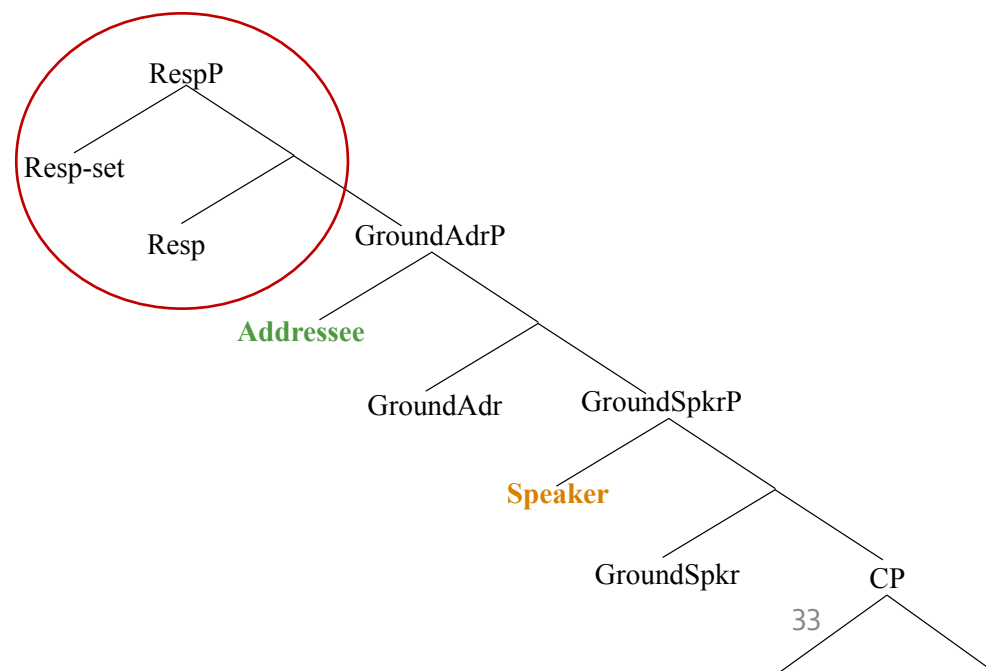 RespP
Resp-set
Resp
GroundAdrP
Addressee
GroundAdr
GroundSpkrP
Speaker
GroundSpkr
CP
33